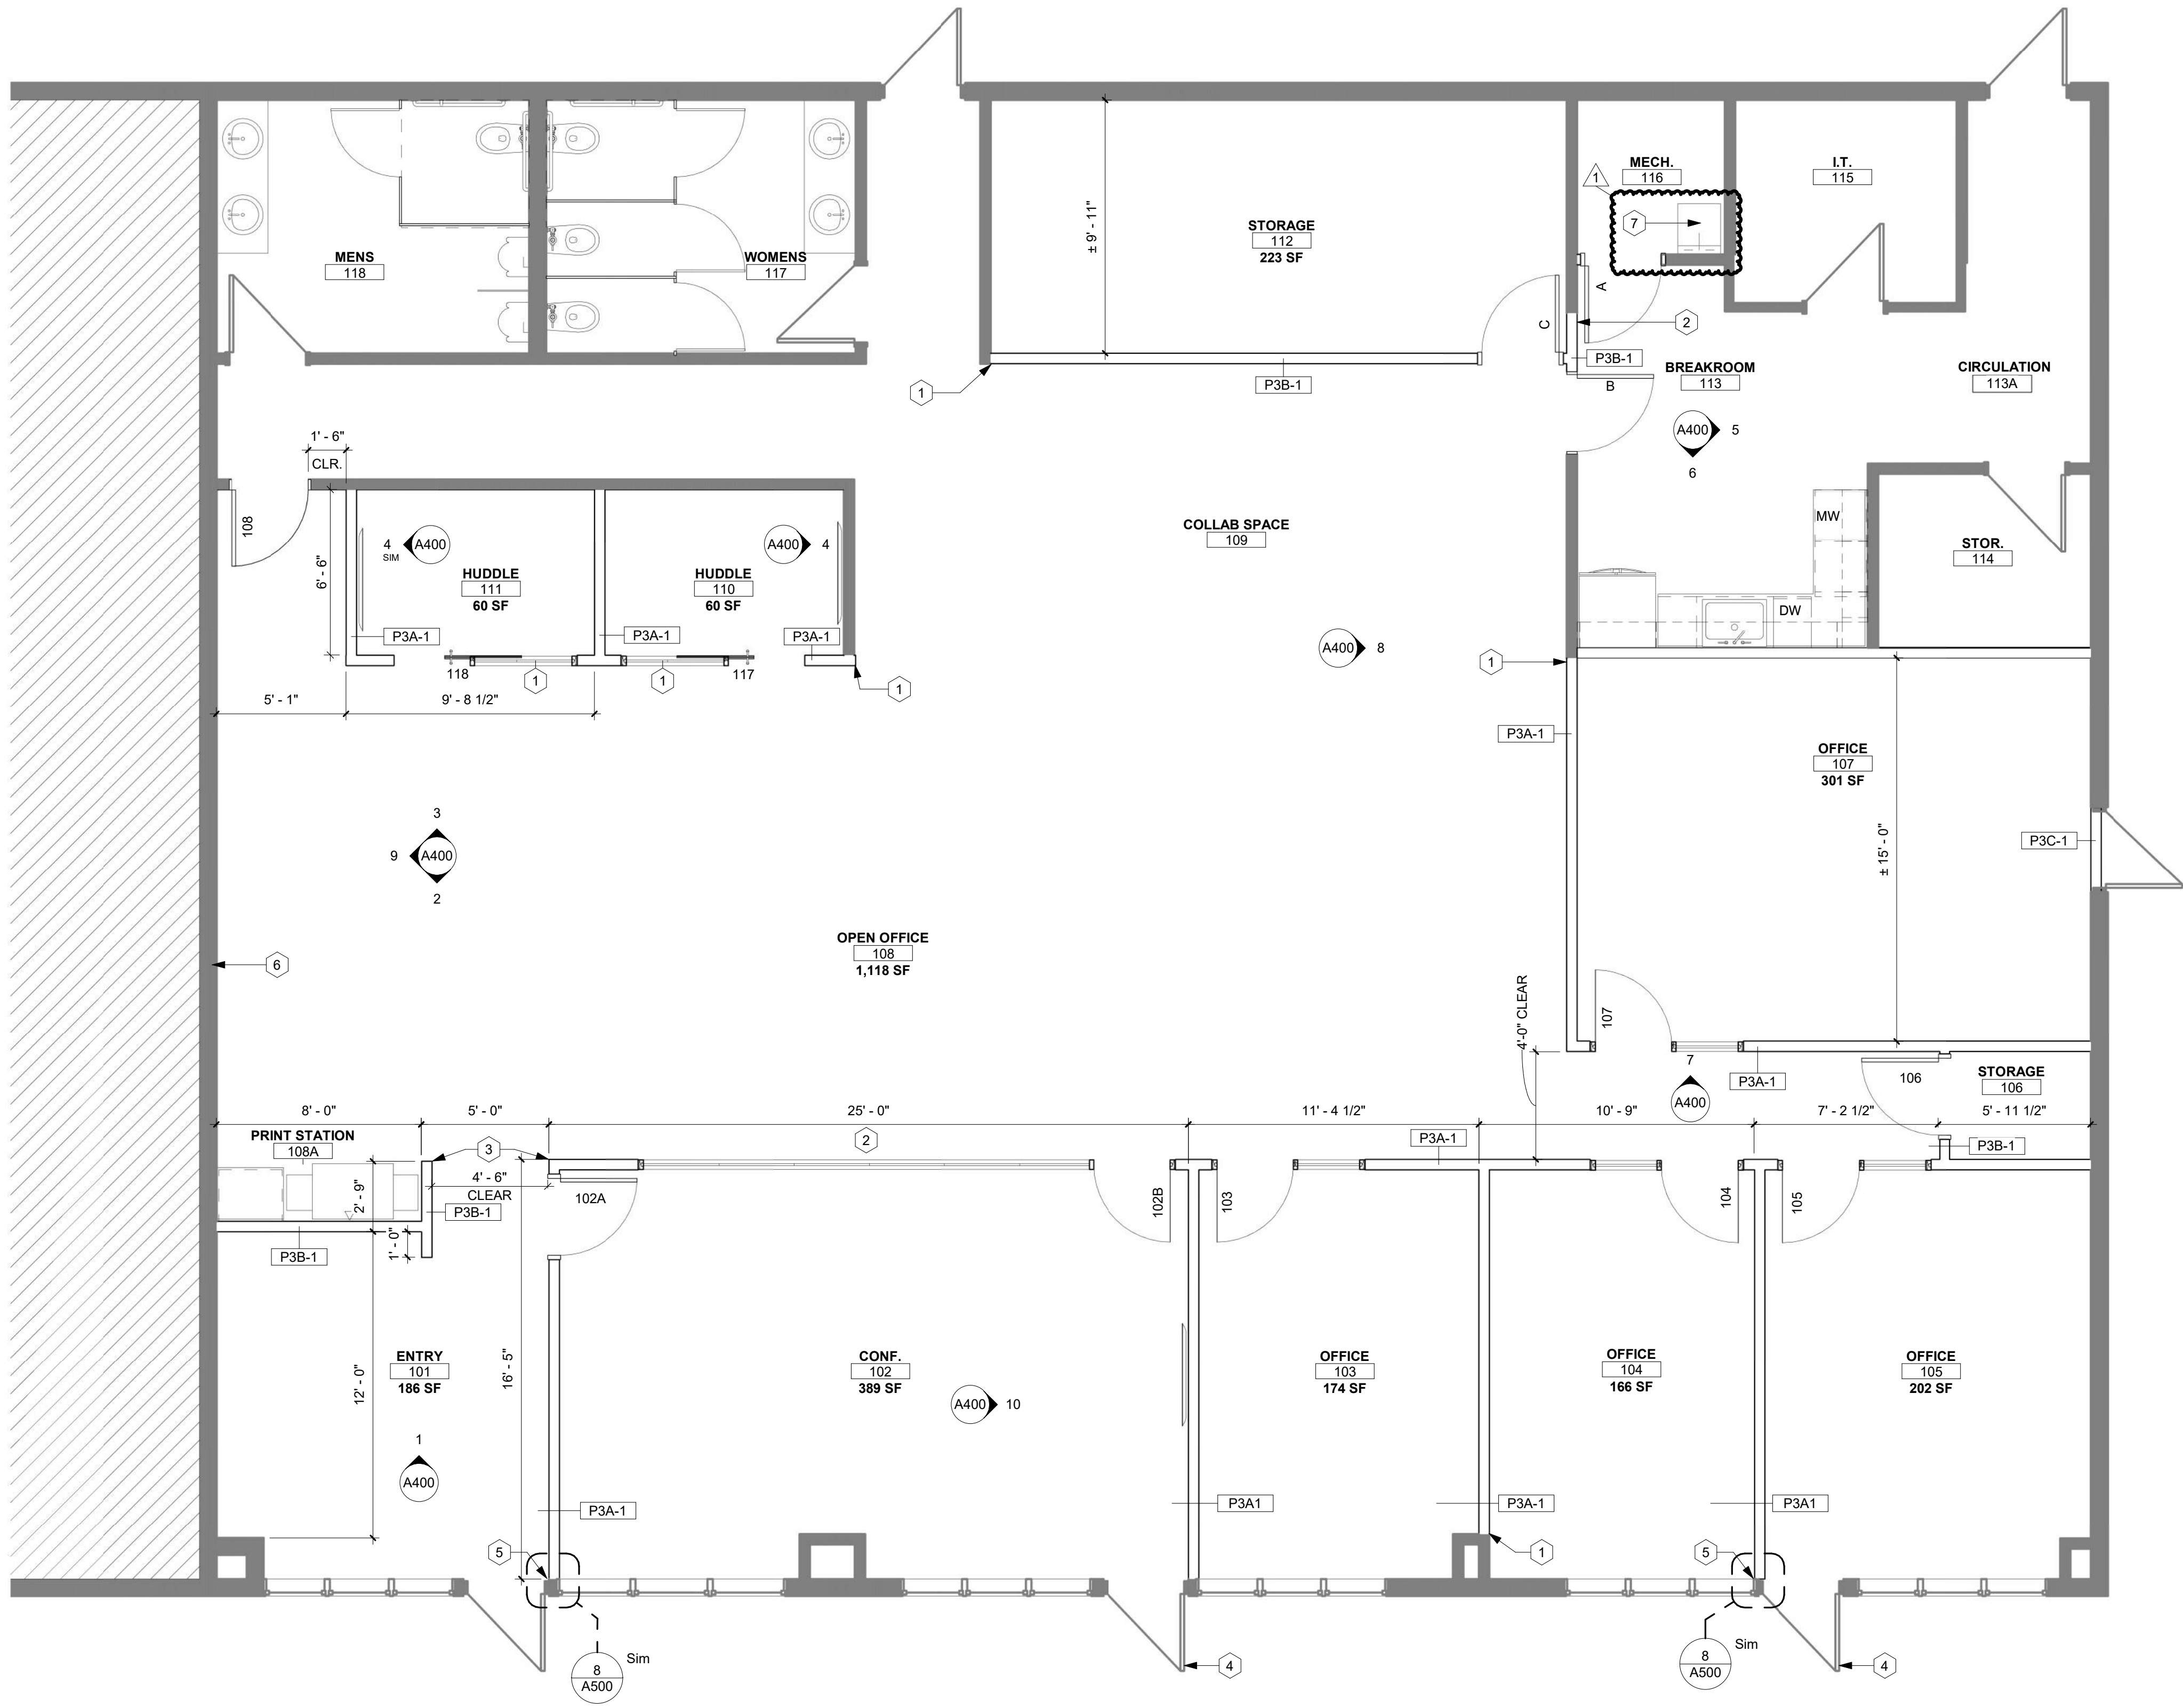 MECH.
116
I.T.
115
1
7
STORAGE
112
223 SF
± 9' - 11"
MENS
118
WOMENS
117
A
C
2
P3B-1
B
BREAKROOM
113
CIRCULATION
113A
1
P3B-1
A400
5
6
1' - 6"
CLR.
108
6' - 6"
4
SIM
A400
HUDDLE
111
60 SF
A400
4
HUDDLE
110
60 SF
COLLAB SPACE
109
MW
DW
STOR.
114
P3A-1
P3A-1
P3A-1
118
1
1
117
1
A400
8
1
5' - 1"
9' - 8 1/2"
P3A-1
OFFICE
107
301 SF
± 15' - 0"
P3C-1
3
9
A400
2
OPEN OFFICE
108
1,118 SF
6
4'-0" CLEAR
107
7
A400
P3A-1
106
STORAGE
106
8' - 0"
5' - 0"
25' - 0"
11' - 4 1/2"
10' - 9"
7' - 2 1/2"
5' - 11 1/2"
PRINT STATION
108A
3
2
P3A-1
P3B-1
2' - 9"
4' - 6"
CLEAR
P3B-1
102A
102B
103
104
105
P3B-1
1' - 0"
12' - 0"
16' - 5"
ENTRY
101
186 SF
CONF.
102
389 SF
OFFICE
103
174 SF
OFFICE
104
166 SF
OFFICE
105
202 SF
A400
10
1
A400
P3A-1
P3A1
P3A-1
P3A1
5
1
5
Sim
8
A500
4
Sim
8
A500
4